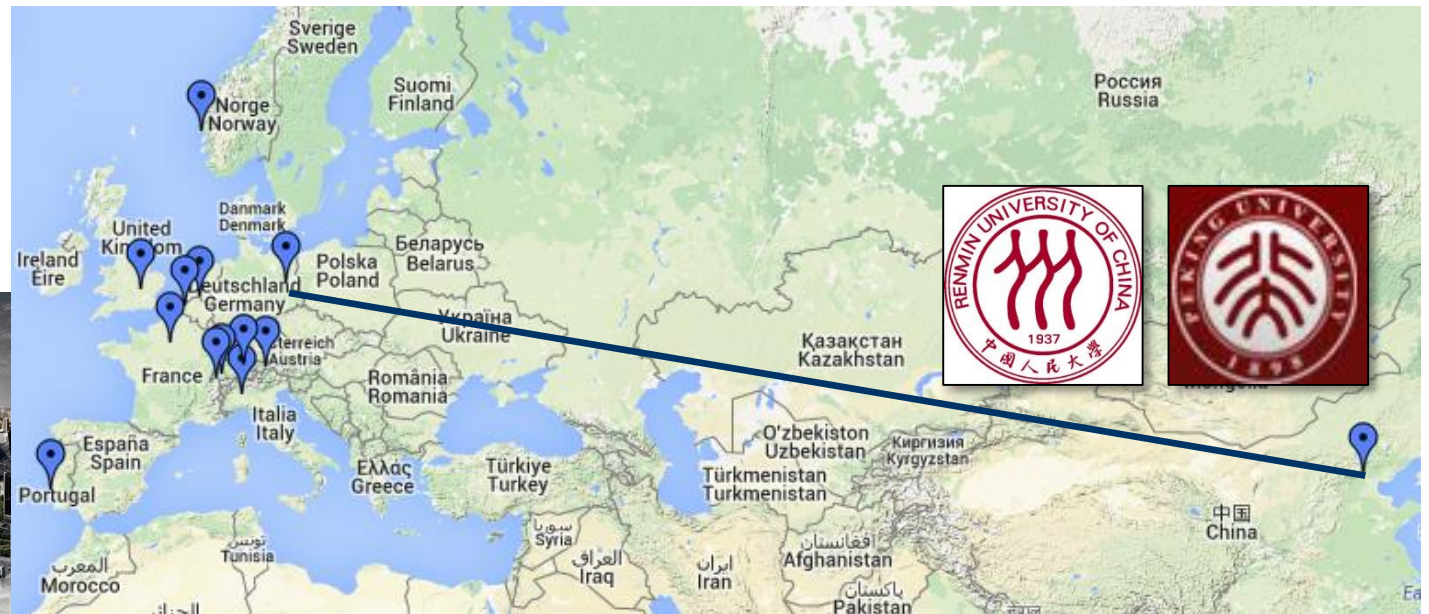 Sverige
Sweden
Suomi
Finland
Norge
Norway
Россия
Russia
Danmark
Denmark
United
Kingdom
Ireland
Éire
Беларусь
Belarus
Polska
Poland
Deutschland
Germany
Україна
Ukraine
Österreich
Austria
France
Қазақстан
Kazakhstan
România
Romania
Italia
Italy
España
Spain
Portugal
Ελλάς
Greece
Türkiye
Turkey
O'zbekiston
Uzbekistan
Киргизия
Kyrgyzstan
Türkmenistan
Turkmenistan
中国
China
تونس
Tunisia
المغرب
Morocco
سوريا
Syria
العراق
Iraq
ایران
Iran
افغانستان
Afghanistan
پاکستان
Pakistan
Mongolia
RENMIN UNIVERSITY OF CHINA
1937
中国人民大学
PEKING UNIVERSITY
1898